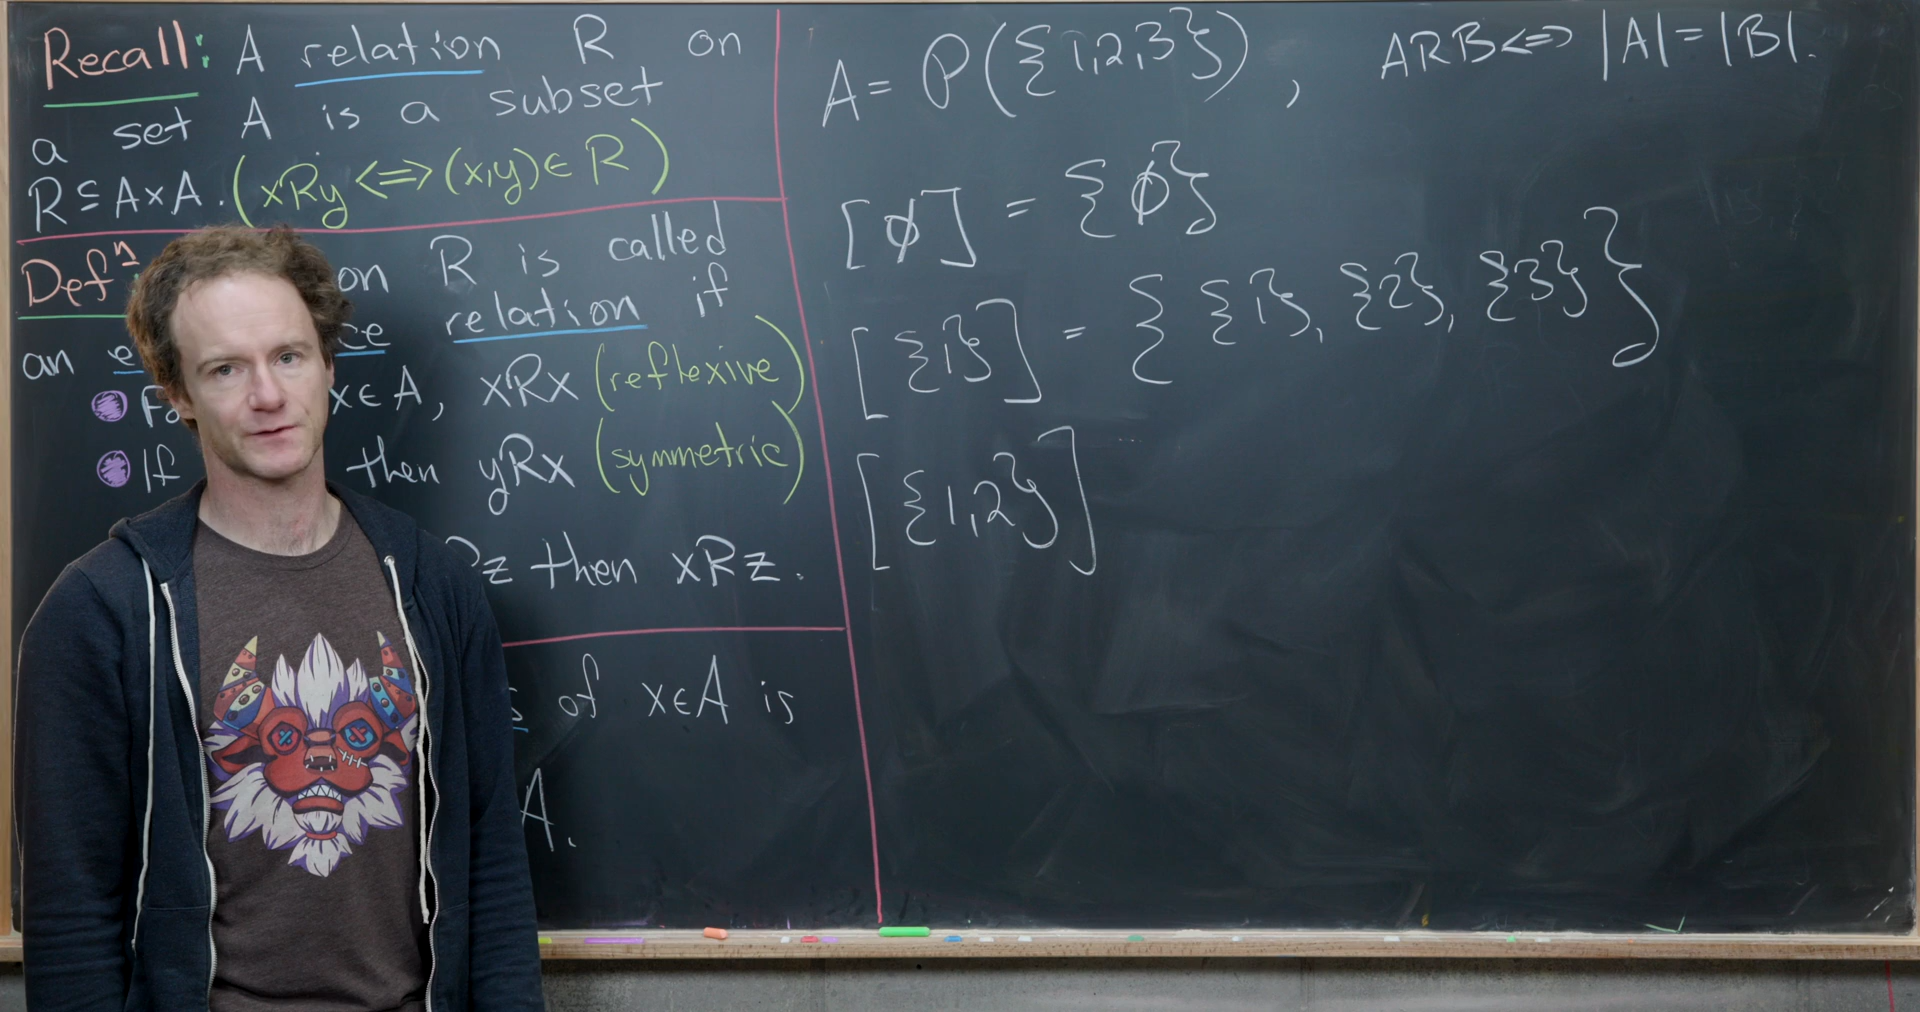 Recall: A relation R on
a set A is a subset
R ⊆ A×A. (xRy <=> (x,y) ∈ R)
Defⁿ: on R is called
an relation if
x ∈ A, xRx (reflexive)
If then yRx (symmetric)
z then xRz.
of x∈A is
A.
A = P({1,2,3}), ARB <=> |A| = |B|.
[ø] = {ø}
[{1}] = { {1}, {2}, {3} }
[{1,2}]